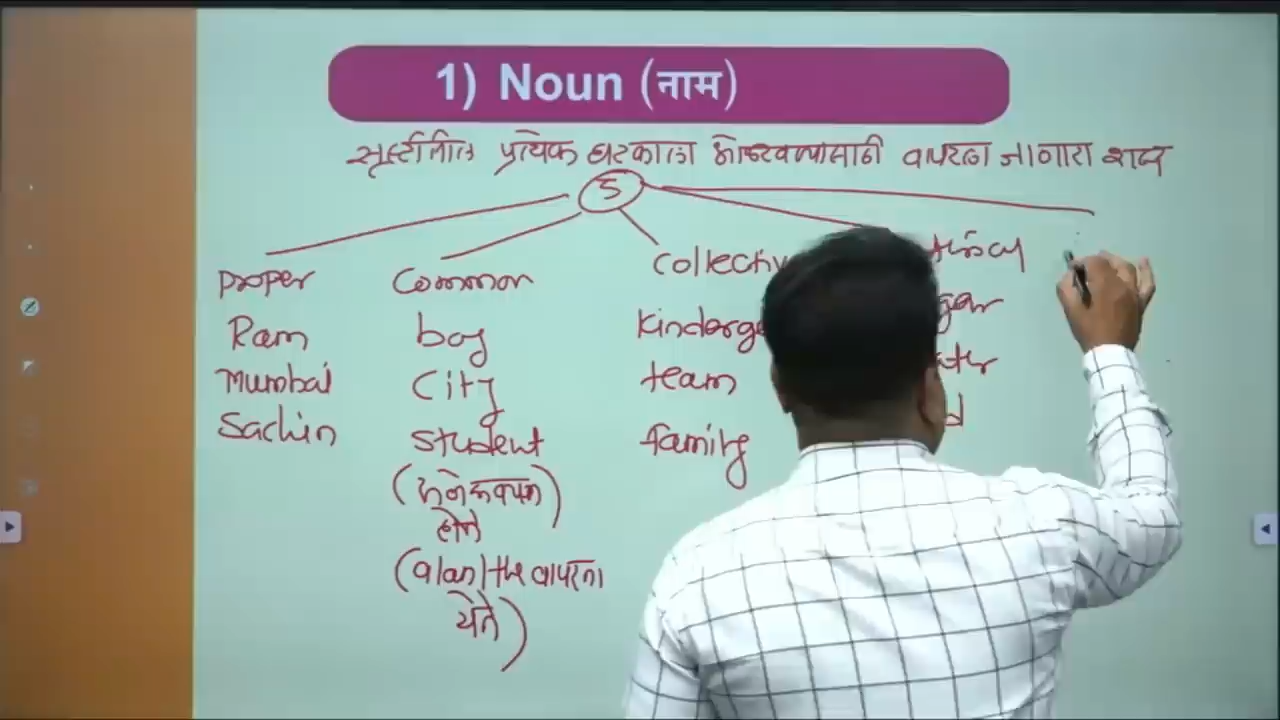 1) Noun (नाम)
सृष्टीतील प्रत्येक घटकाला ओळखण्यासाठी वापरला जाणारा शब्द
5
Proper Common Collectiv
Ram boy Kinderga
Mumbai City team
Sachin Student family
(अनेकवचन)
होते
(a/an)the वापरता
येते)